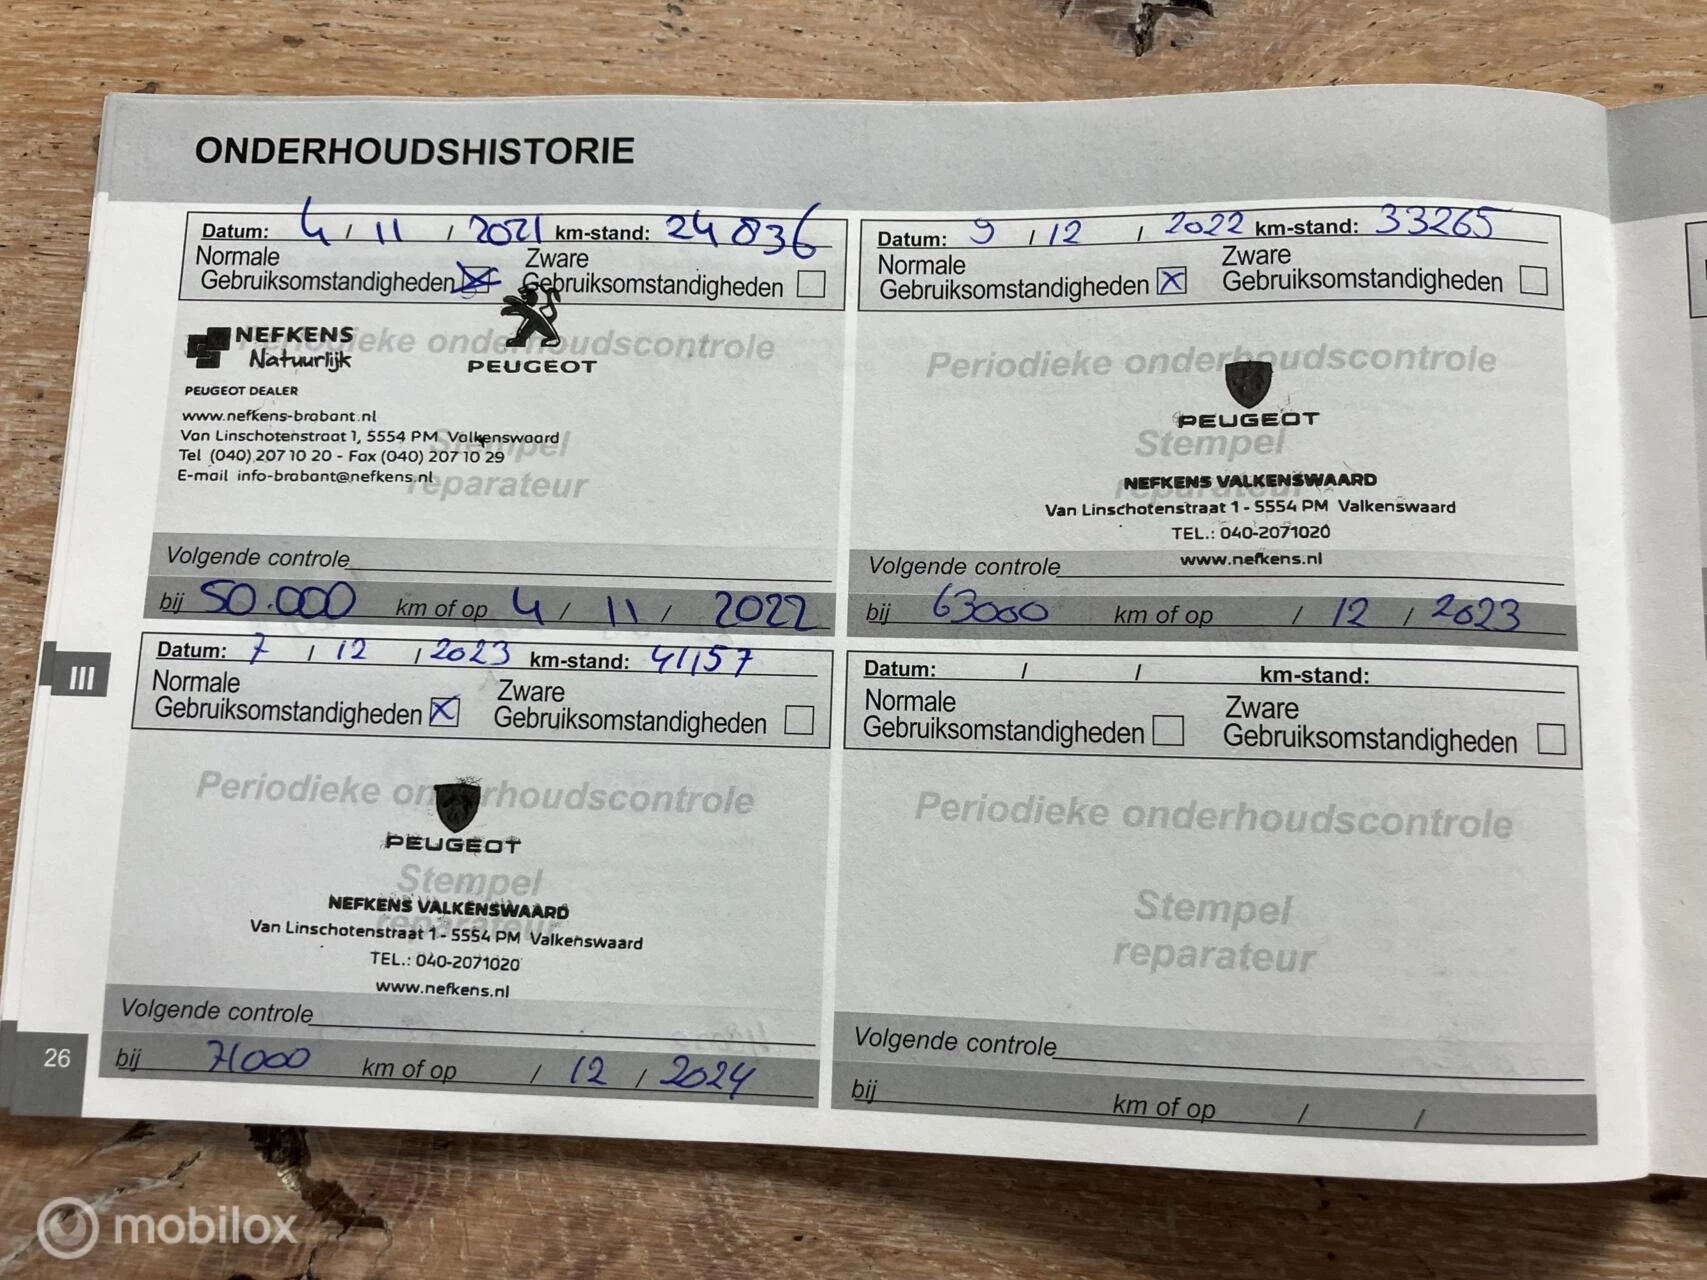 ONDERHOUDSHISTORIE
Datum: 4 / 11 / 2021 km-stand: 24836
Normale
Gebruiksomstandigheden
Zware
Gebruiksomstandigheden
Periodieke onderhoudscontrole
NEFKENS
Natuurlijk
PEUGEOT
PEUGEOT DEALER
www.nefkens-brabant.nl
Van Linschotenstraat 1, 5554 PM Valkenswaard
Tel (040) 207 10 20 - Fax (040) 207 10 29
E-mail info-brabant@nefkens.nl
Stempel
reparateur
Volgende controle
bij 50.000 km of op 4 / 11 / 2022
Datum: 9 / 12 / 2022 km-stand: 33265
Normale
Gebruiksomstandigheden X
Zware
Gebruiksomstandigheden
Periodieke onderhoudscontrole
PEUGEOT
Stempel
reparateur
NEFKENS VALKENSWAARD
Van Linschotenstraat 1 - 5554 PM Valkenswaard
TEL.: 040-2071020
www.nefkens.nl
Volgende controle
bij 63000 km of op / 12 / 2023
III
Datum: 7 / 12 / 2023 km-stand: 41157
Normale
Gebruiksomstandigheden X
Zware
Gebruiksomstandigheden
Periodieke onderhoudscontrole
PEUGEOT
Stempel
reparateur
NEFKENS VALKENSWAARD
Van Linschotenstraat 1 - 5554 PM Valkenswaard
TEL.: 040-2071020
www.nefkens.nl
Volgende controle
bij 71000 km of op / 12 / 2024
Datum: / / km-stand:
Normale
Gebruiksomstandigheden
Zware
Gebruiksomstandigheden
Periodieke onderhoudscontrole
Stempel
reparateur
Volgende controle
bij km of op / /
26
mobilox